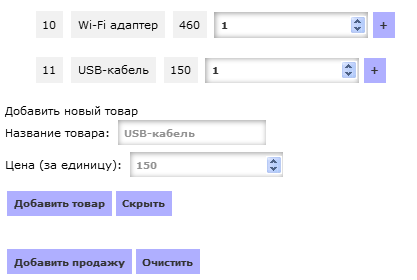 10 Wi-Fi адаптер 460 1 +
11 USB-кабель 150 1 +
Добавить новый товар
Название товара: USB-кабель
Цена (за единицу): 150
Добавить товар Скрыть
Добавить продажу Очистить